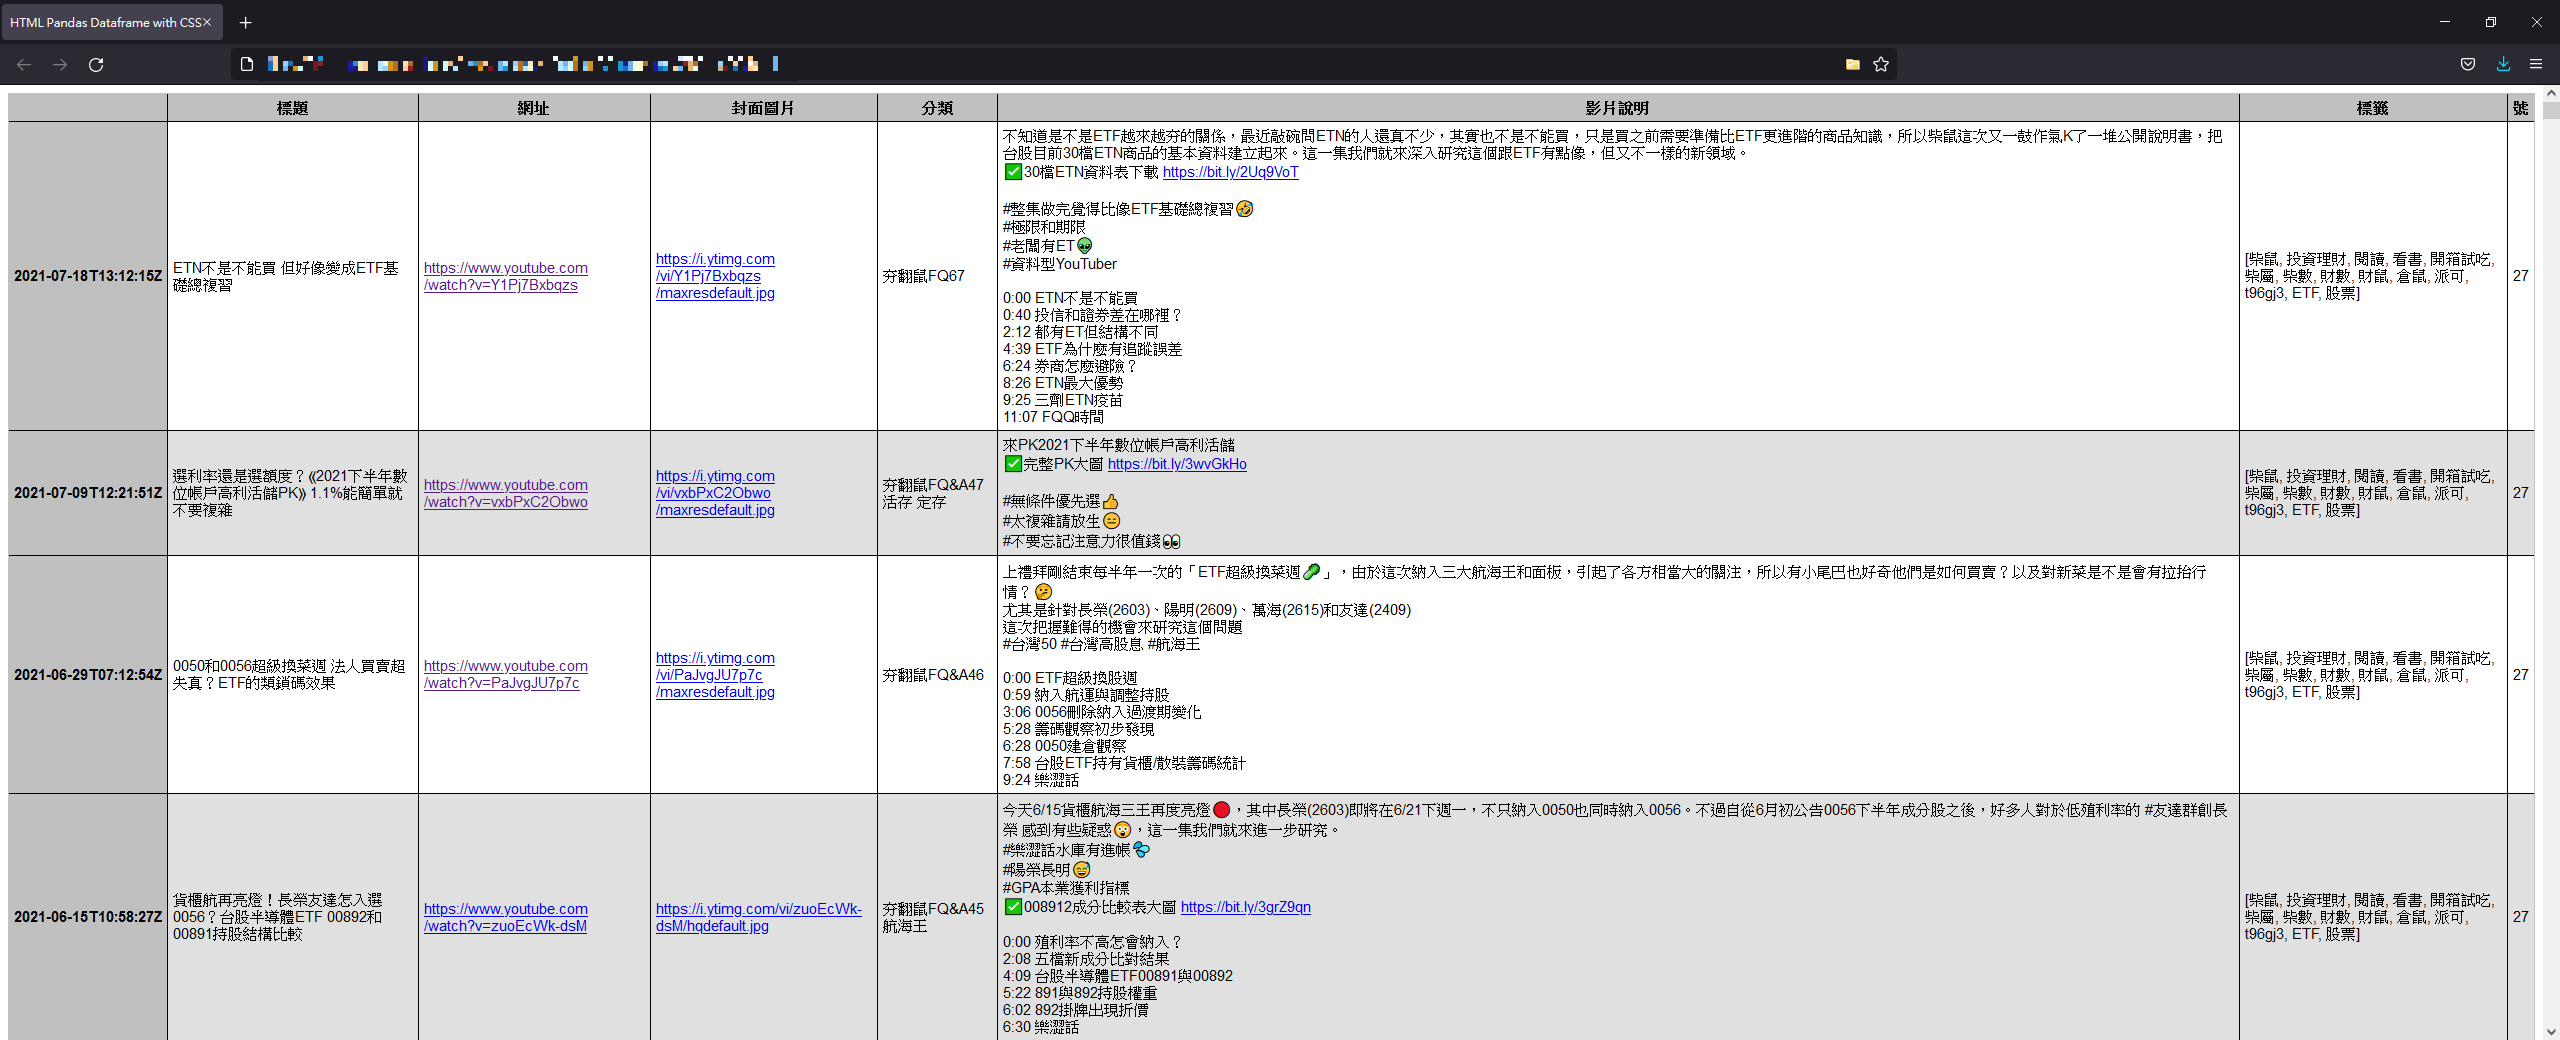 HTML Pandas Dataframe with CSS
標題 網址 封面圖片 分類 影片說明 標籤 號
2021-07-18T13:12:15Z
ETN不是不能買 但好像變成ETF基
礎總複習
https://www.youtube.com
/watch?v=Y1Pj7Bxbqzs
https://i.ytimg.com
/vi/Y1Pj7Bxbqzs
/maxresdefault.jpg
夯翻鼠FQ67
不知道是不是ETF越來越夯的關係，最近敲碗問ETN的人還真不少，其實也不是不能買，只是買之前需要準備比ETF更進階的商品知識，所以柴鼠這次又一鼓作氣K了一堆公開說明書，把
台股目前30檔ETN商品的基本資料建立起來。這一集我們就來深入研究這個跟ETF有點像，但又不一樣的新領域。
✅30檔ETN資料表下載 https://bit.ly/2Uq9VoT
#整集做完覺得比像ETF基礎總複習🤣
#極限和期限
#老闆有ET👽
#資料型YouTuber
0:00 ETN不是不能買
0:40 投信和證券差在哪裡？
2:12 都有ET但結構不同
4:39 ETF為什麼有追蹤誤差
6:24 券商怎麼避險？
8:26 ETN最大優勢
9:25 三劑ETN疫苗
11:07 FQQ時間
[柴鼠, 投資理財, 閱讀, 看書, 開箱試吃,
柴屬, 柴數, 財數, 財鼠, 倉鼠, 派可,
t96gj3, ETF, 股票]
27
2021-07-09T12:21:51Z
選利率還是選額度？《2021下半年數
位帳戶高利活儲PK》1.1%能簡單就
不要複雜
https://www.youtube.com
/watch?v=vxbPxC2Obwo
https://i.ytimg.com
/vi/vxbPxC2Obwo
/maxresdefault.jpg
夯翻鼠FQ&A47
活存 定存
來PK2021下半年數位帳戶高利活儲
✅完整PK大圖 https://bit.ly/3wvGkHo
#無條件優先選👍
#太複雜請放生😑
#不要忘記注意力很值錢👀
[柴鼠, 投資理財, 閱讀, 看書, 開箱試吃,
柴屬, 柴數, 財數, 財鼠, 倉鼠, 派可,
t96gj3, ETF, 股票]
27
2021-06-29T07:12:54Z
0050和0056超級換菜週 法人買賣超
失真？ETF的類鎖碼效果
https://www.youtube.com
/watch?v=PaJvgJU7p7c
https://i.ytimg.com
/vi/PaJvgJU7p7c
/maxresdefault.jpg
夯翻鼠FQ&A46
上禮拜剛結束每半年一次的「ETF超級換菜週🥒」，由於這次納入三大航海王和面板，引起了各方相當大的關注，所以有小尾巴也好奇他們是如何買賣？以及對新菜是不是會有拉抬行
情？🤔
尤其是針對長榮(2603)、陽明(2609)、萬海(2615)和友達(2409)
這次把握難得的機會來研究這個問題
#台灣50 #台灣高股息 #航海王
0:00 ETF超級換股週
0:59 納入航運與調整持股
3:06 0056刪除納入過渡期變化
5:28 籌碼觀察初步發現
6:28 0050建倉觀察
7:58 台股ETF持有貨櫃/散裝籌碼統計
9:24 樂澀話
[柴鼠, 投資理財, 閱讀, 看書, 開箱試吃,
柴屬, 柴數, 財數, 財鼠, 倉鼠, 派可,
t96gj3, ETF, 股票]
27
2021-06-15T10:58:27Z
貨櫃航再亮燈！長榮友達怎入選
0056？台股半導體ETF 00892和
00891持股結構比較
https://www.youtube.com
/watch?v=zuoEcWk-dsM
https://i.ytimg.com/vi/zuoEcWk-
dsM/hqdefault.jpg
夯翻鼠FQ&A45
航海王
今天6/15貨櫃航海三王再度亮燈🔴，其中長榮(2603)即將在6/21下週一，不只納入0050也同時納入0056。不過自從6月初公告0056下半年成分股之後，好多人對於低殖利率的 #友達群創長
榮 感到有些疑惑😲，這一集我們就來進一步研究。
#樂澀話水庫有進帳💦
#陽榮長明😅
#GPA本業獲利指標
✅008912成分比較表大圖 https://bit.ly/3grZ9qn
0:00 殖利率不高怎會納入？
2:08 五檔新成分比對結果
4:09 台股半導體ETF00891與00892
5:22 891與892持股權重
6:02 892掛牌出現折價
6:30 樂澀話
[柴鼠, 投資理財, 閱讀, 看書, 開箱試吃,
柴屬, 柴數, 財數, 財鼠, 倉鼠, 派可,
t96gj3, ETF, 股票]
27